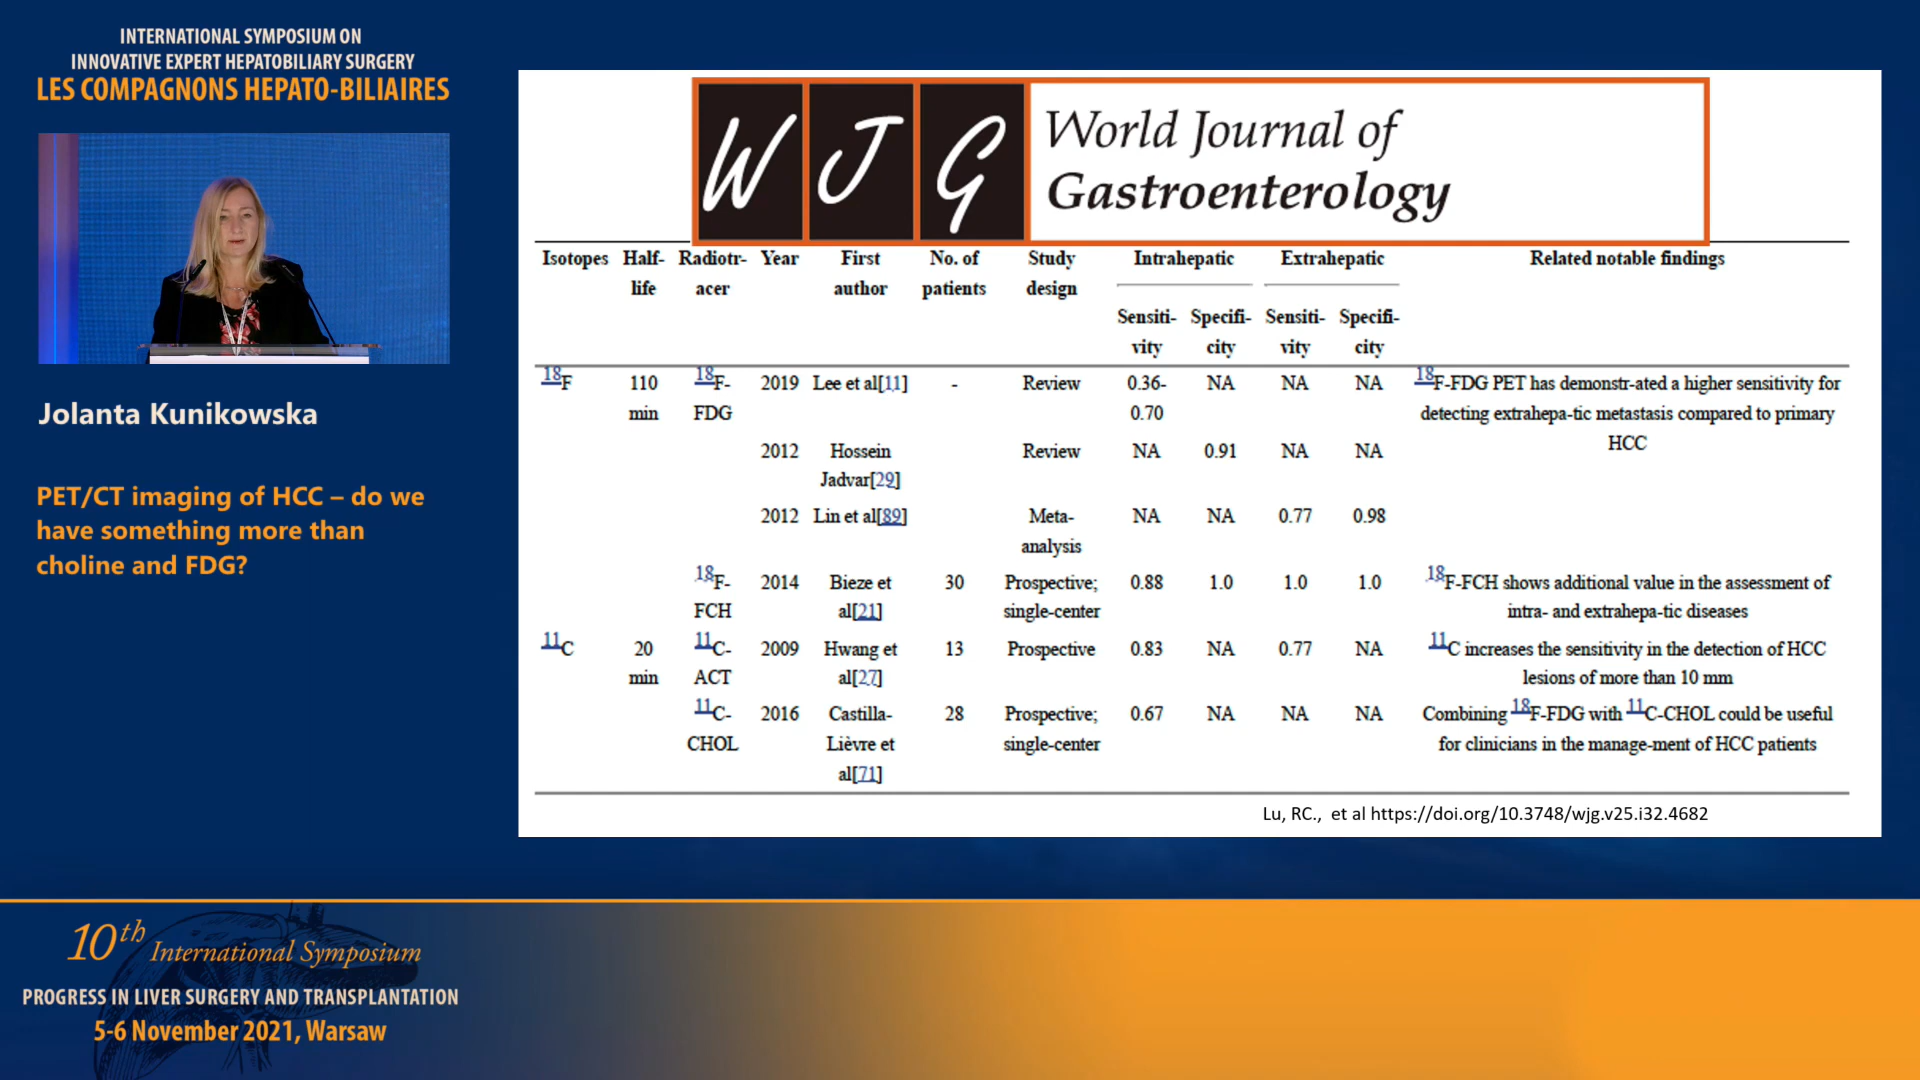 INTERNATIONAL SYMPOSIUM ON
INNOVATIVE EXPERT HEPATOBILIARY SURGERY
LES COMPAGNONS HEPATO-BILIAIRES
Jolanta Kunikowska
PET/CT imaging of HCC – do we
have something more than
choline and FDG?
W J G World Journal of
Gastroenterology
Isotopes Half- Radiotr- Year First No. of Study Intrahepatic Extrahepatic Related notable findings
life acer author patients design
Sensiti- Specifi- Sensiti- Specifi-
vity city vity city
18F 110 18F- 2019 Lee et al[11] - Review 0.36- NA NA NA 18F-FDG PET has demonstr-ated a higher sensitivity for
min FDG 0.70 detecting extrahepa-tic metastasis compared to primary
HCC
2012 Hossein Review NA 0.91 NA NA
Jadvar[29]
2012 Lin et al[89] Meta- NA NA 0.77 0.98
analysis
18F- 2014 Bieze et 30 Prospective; 0.88 1.0 1.0 1.0 18F-FCH shows additional value in the assessment of
FCH al[21] single-center intra- and extrahepa-tic diseases
11C 20 11C- 2009 Hwang et 13 Prospective 0.83 NA 0.77 NA 11C increases the sensitivity in the detection of HCC
min ACT al[27] lesions of more than 10 mm
11C- 2016 Castilla- 28 Prospective; 0.67 NA NA NA Combining 18F-FDG with 11C-CHOL could be useful
CHOL Lièvre et single-center for clinicians in the manage-ment of HCC patients
al[71]
Lu, RC., et al https://doi.org/10.3748/wjg.v25.i32.4682
10th International Symposium
PROGRESS IN LIVER SURGERY AND TRANSPLANTATION
5-6 November 2021, Warsaw